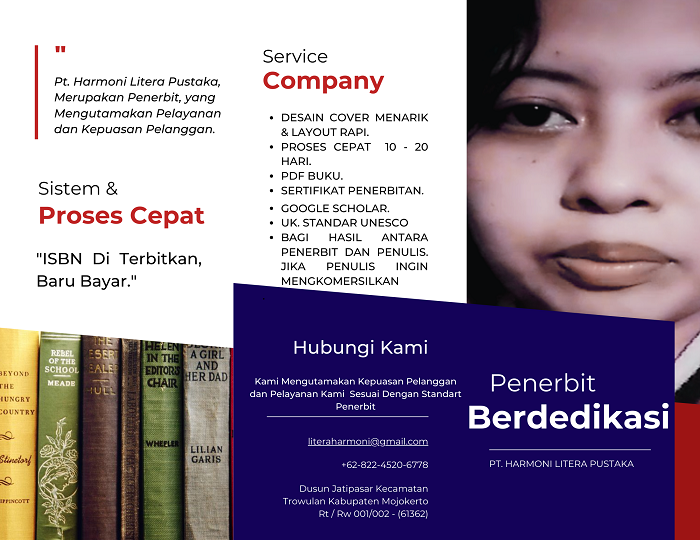 "
Pt. Harmoni Litera Pustaka,
Merupakan Penerbit, yang
Mengutamakan Pelayanan
dan Kepuasan Pelanggan.
Sistem &
Proses Cepat
"ISBN Di Terbitkan,
Baru Bayar."
Service
Company
• DESAIN COVER MENARIK
& LAYOUT RAPI.
• PROSES CEPAT 10 - 20
HARI.
• PDF BUKU.
• SERTIFIKAT PENERBITAN.
• GOOGLE SCHOLAR.
• UK. STANDAR UNESCO
• BAGI HASIL ANTARA
PENERBIT DAN PENULIS.
JIKA PENULIS INGIN
MENGKOMERSILKAN
BEYOND
THE
HUNGRY
COUNTRY
REBEL
OF THE
SCHOOL
MEADE
HELEN
IN THE
EDITOR'S
CHAIR
WHEELER
A GIRL
AND
HER DAD
LILIAN
GARIS
LIPPINCOTT
Hubungi Kami
Kami Mengutamakan Kepuasan Pelanggan
dan Pelayanan Kami Sesuai Dengan Standart
Penerbit
literaharmoni@gmail.com
+62-822-4520-6778
Dusun Jatipasar Kecamatan
Trowulan Kabupaten Mojokerto
Rt / Rw 001/002 - (61362)
Penerbit
Berdedikasi
PT. HARMONI LITERA PUSTAKA